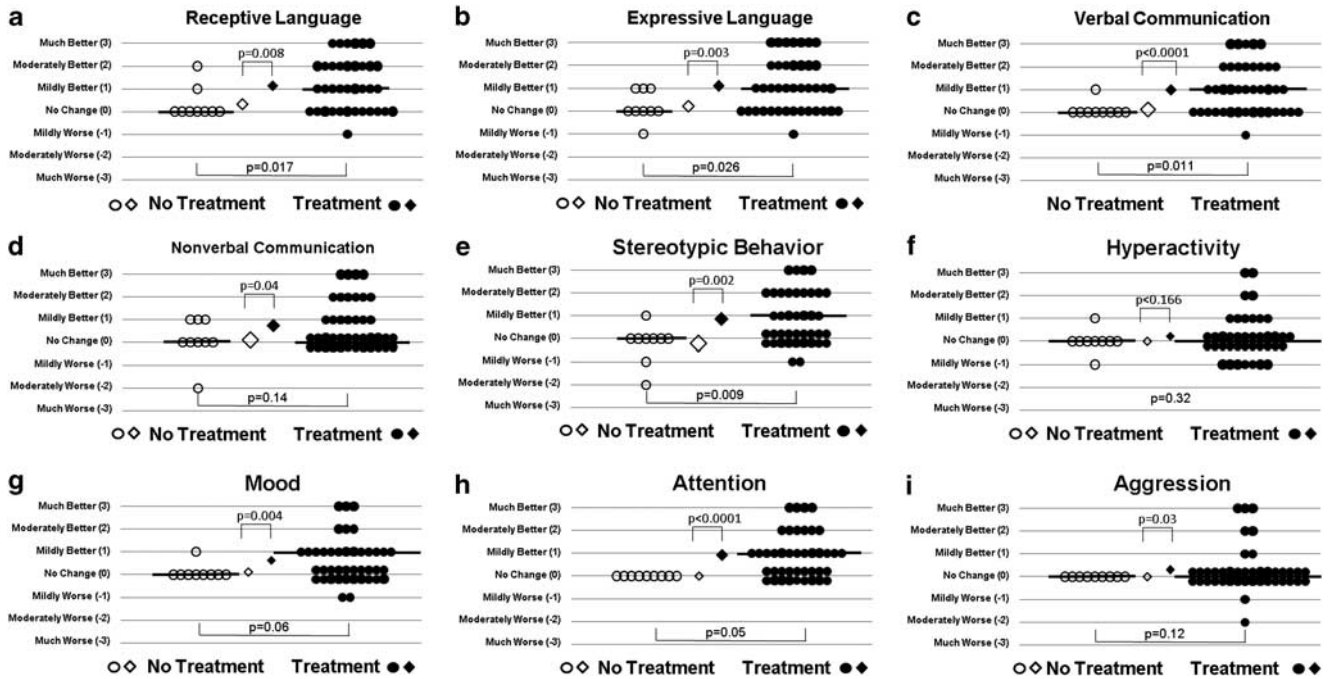 a Receptive Language
Much Better (3)
p=0.008
Moderately Better (2)
Mildly Better (1)
No Change (0)
Mildly Worse (-1)
Moderately Worse (-2)
p=0.017
Much Worse (-3)
No Treatment Treatment
b Expressive Language
Much Better (3)
p=0.003
Moderately Better (2)
Mildly Better (1)
No Change (0)
Mildly Worse (-1)
Moderately Worse (-2)
p=0.026
Much Worse (-3)
No Treatment Treatment
c Verbal Communication
Much Better (3)
p<0.0001
Moderately Better (2)
Mildly Better (1)
No Change (0)
Mildly Worse (-1)
Moderately Worse (-2)
p=0.011
Much Worse (-3)
No Treatment Treatment
d Nonverbal Communication
Much Better (3)
p=0.04
Moderately Better (2)
Mildly Better (1)
No Change (0)
Mildly Worse (-1)
Moderately Worse (-2)
p=0.14
Much Worse (-3)
No Treatment Treatment
e Stereotypic Behavior
Much Better (3)
p=0.002
Moderately Better (2)
Mildly Better (1)
No Change (0)
Mildly Worse (-1)
Moderately Worse (-2)
p=0.009
Much Worse (-3)
No Treatment Treatment
f Hyperactivity
Much Better (3)
p<0.166
Moderately Better (2)
Mildly Better (1)
No Change (0)
Mildly Worse (-1)
Moderately Worse (-2)
p=0.32
Much Worse (-3)
No Treatment Treatment
g Mood
Much Better (3)
p=0.004
Moderately Better (2)
Mildly Better (1)
No Change (0)
Mildly Worse (-1)
Moderately Worse (-2)
p=0.06
Much Worse (-3)
No Treatment Treatment
h Attention
Much Better (3)
p<0.0001
Moderately Better (2)
Mildly Better (1)
No Change (0)
Mildly Worse (-1)
Moderately Worse (-2)
p=0.05
Much Worse (-3)
No Treatment Treatment
i Aggression
Much Better (3)
p=0.03
Moderately Better (2)
Mildly Better (1)
No Change (0)
Mildly Worse (-1)
Moderately Worse (-2)
p=0.12
Much Worse (-3)
No Treatment Treatment